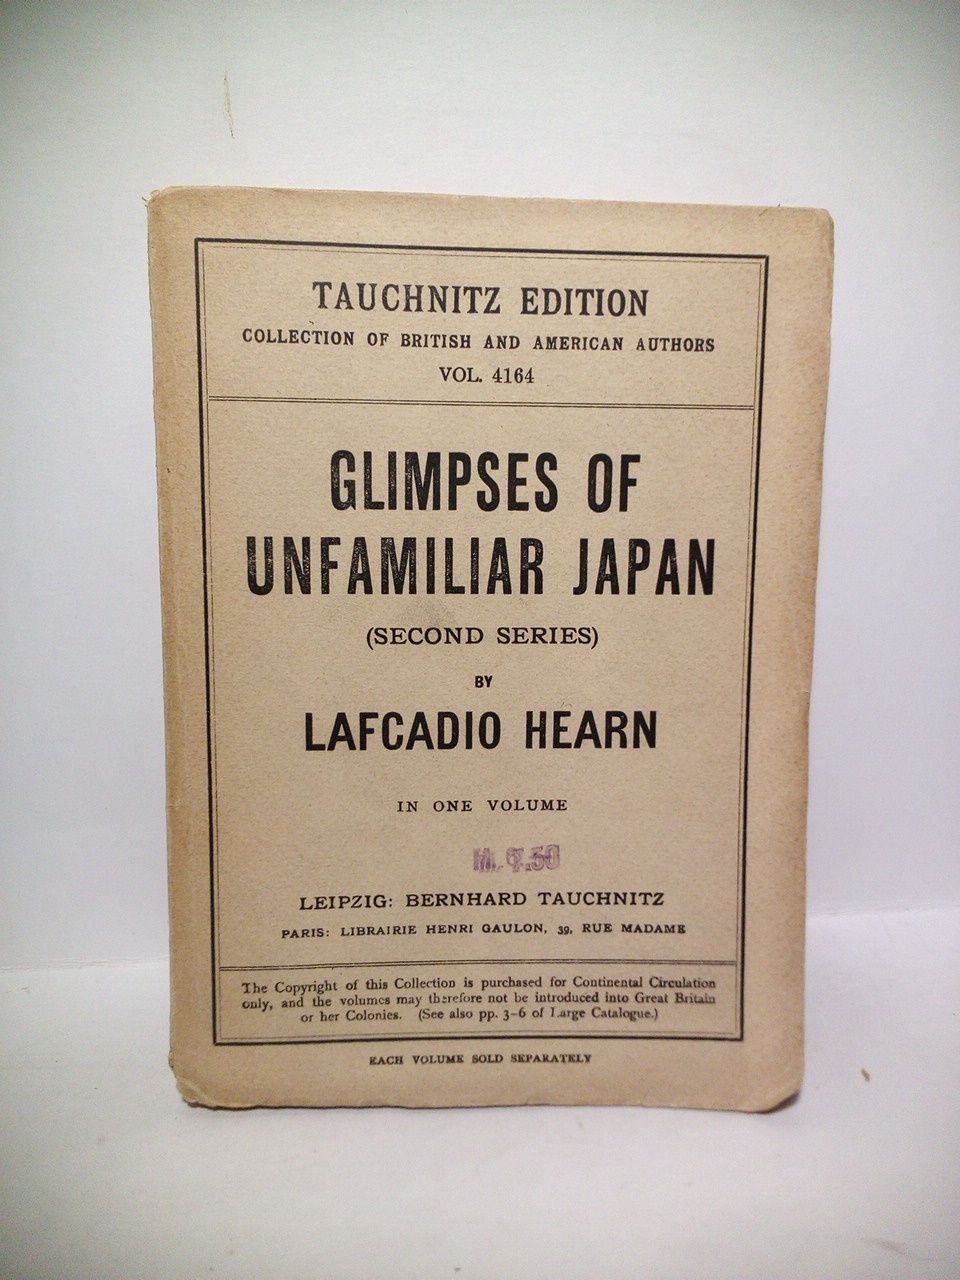 TAUCHNITZ EDITION
COLLECTION OF BRITISH AND AMERICAN AUTHORS
VOL. 4164
GLIMPSES OF
UNFAMILIAR JAPAN
(SECOND SERIES)
BY
LAFCADIO HEARN
IN ONE VOLUME
LEIPZIG: BERNHARD TAUCHNITZ
PARIS: LIBRAIRIE HENRI GAULON, 39, RUE MADAME
The Copyright of this Collection is purchased for Continental Circulation
only, and the volumes may therefore not be introduced into Great Britain
or her Colonies. (See also pp. 3-6 of Large Catalogue.)
EACH VOLUME SOLD SEPARATELY